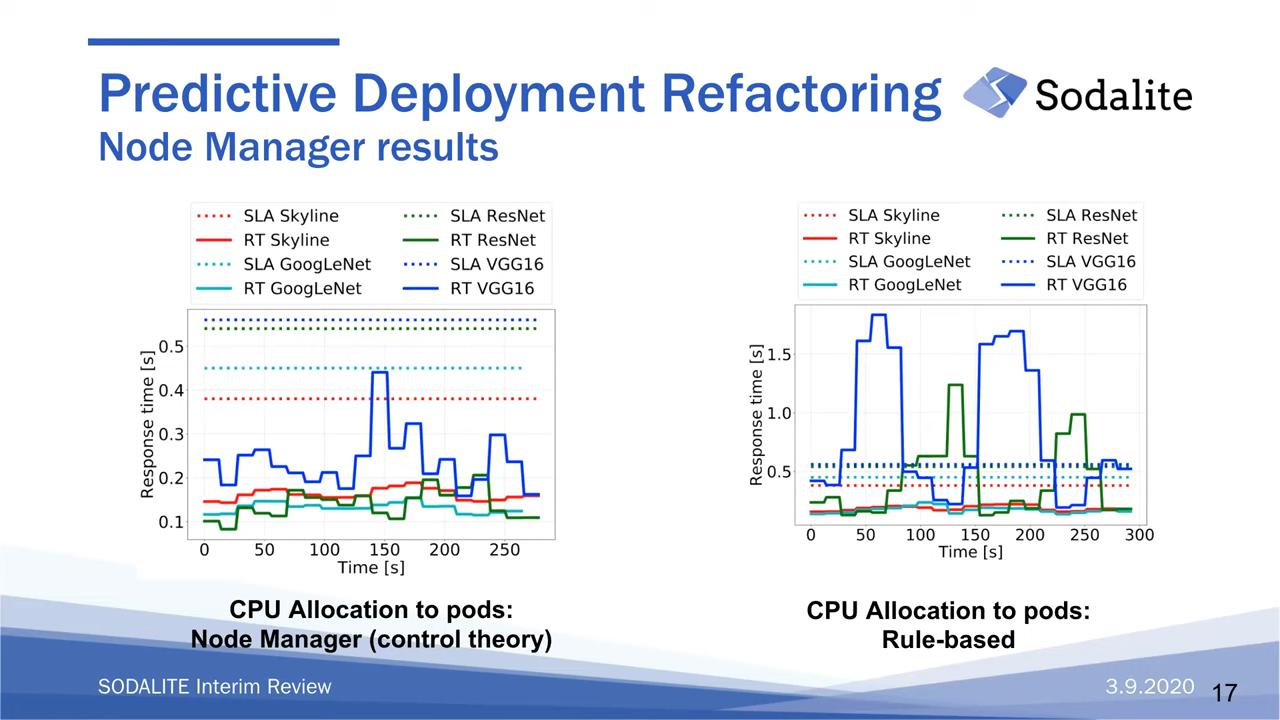 Predictive Deployment Refactoring
Sodalite
Node Manager results
SLA Skyline
SLA ResNet
RT Skyline
RT ResNet
SLA GoogLeNet
SLA VGG16
RT GoogLeNet
RT VGG16
Response time [s]
0.5
0.4
0.3
0.2
0.1
0 50 100 150 200 250
Time [s]
CPU Allocation to pods:
Node Manager (control theory)
SLA Skyline
SLA ResNet
RT Skyline
RT ResNet
SLA GoogLeNet
SLA VGG16
RT GoogLeNet
RT VGG16
Response time [s]
1.5
1.0
0.5
0 50 100 150 200 250 300
Time [s]
CPU Allocation to pods:
Rule-based
SODALITE Interim Review
3.9.2020
17